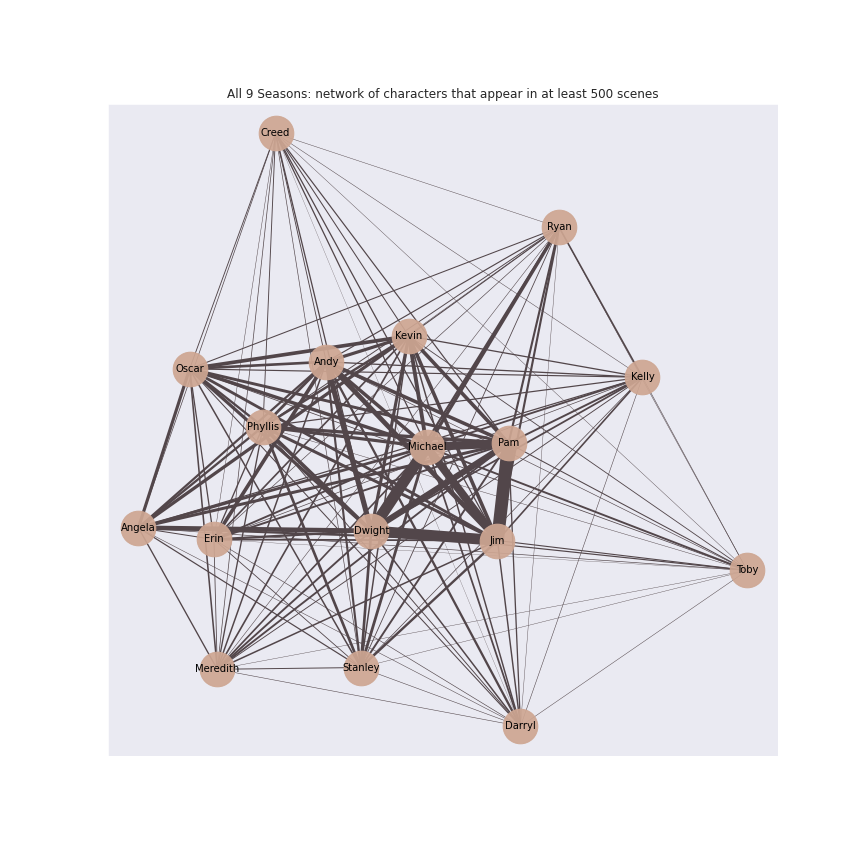 All 9 Seasons: network of characters that appear in at least 500 scenes
Creed
Ryan
Kevin
Andy
Oscar
Kelly
Phyllis
Michael
Pam
Angela
Erin
Dwight
Jim
Toby
Meredith
Stanley
Darryl